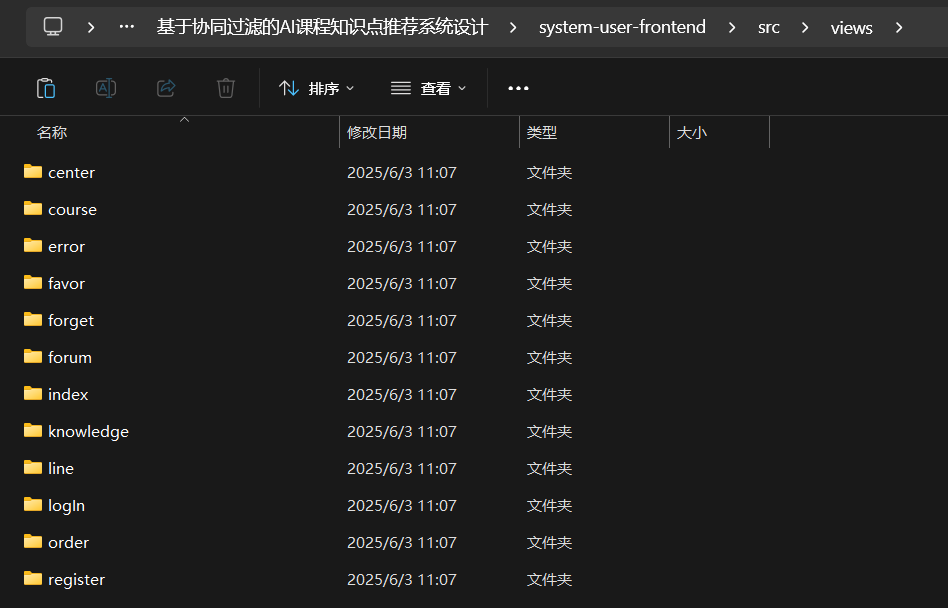 基于协同过滤的AI课程知识点推荐系统设计 system-user-frontend src views
排序 查看
名称 修改日期 类型 大小
center 2025/6/3 11:07 文件夹
course 2025/6/3 11:07 文件夹
error 2025/6/3 11:07 文件夹
favor 2025/6/3 11:07 文件夹
forget 2025/6/3 11:07 文件夹
forum 2025/6/3 11:07 文件夹
index 2025/6/3 11:07 文件夹
knowledge 2025/6/3 11:07 文件夹
line 2025/6/3 11:07 文件夹
logIn 2025/6/3 11:07 文件夹
order 2025/6/3 11:07 文件夹
register 2025/6/3 11:07 文件夹